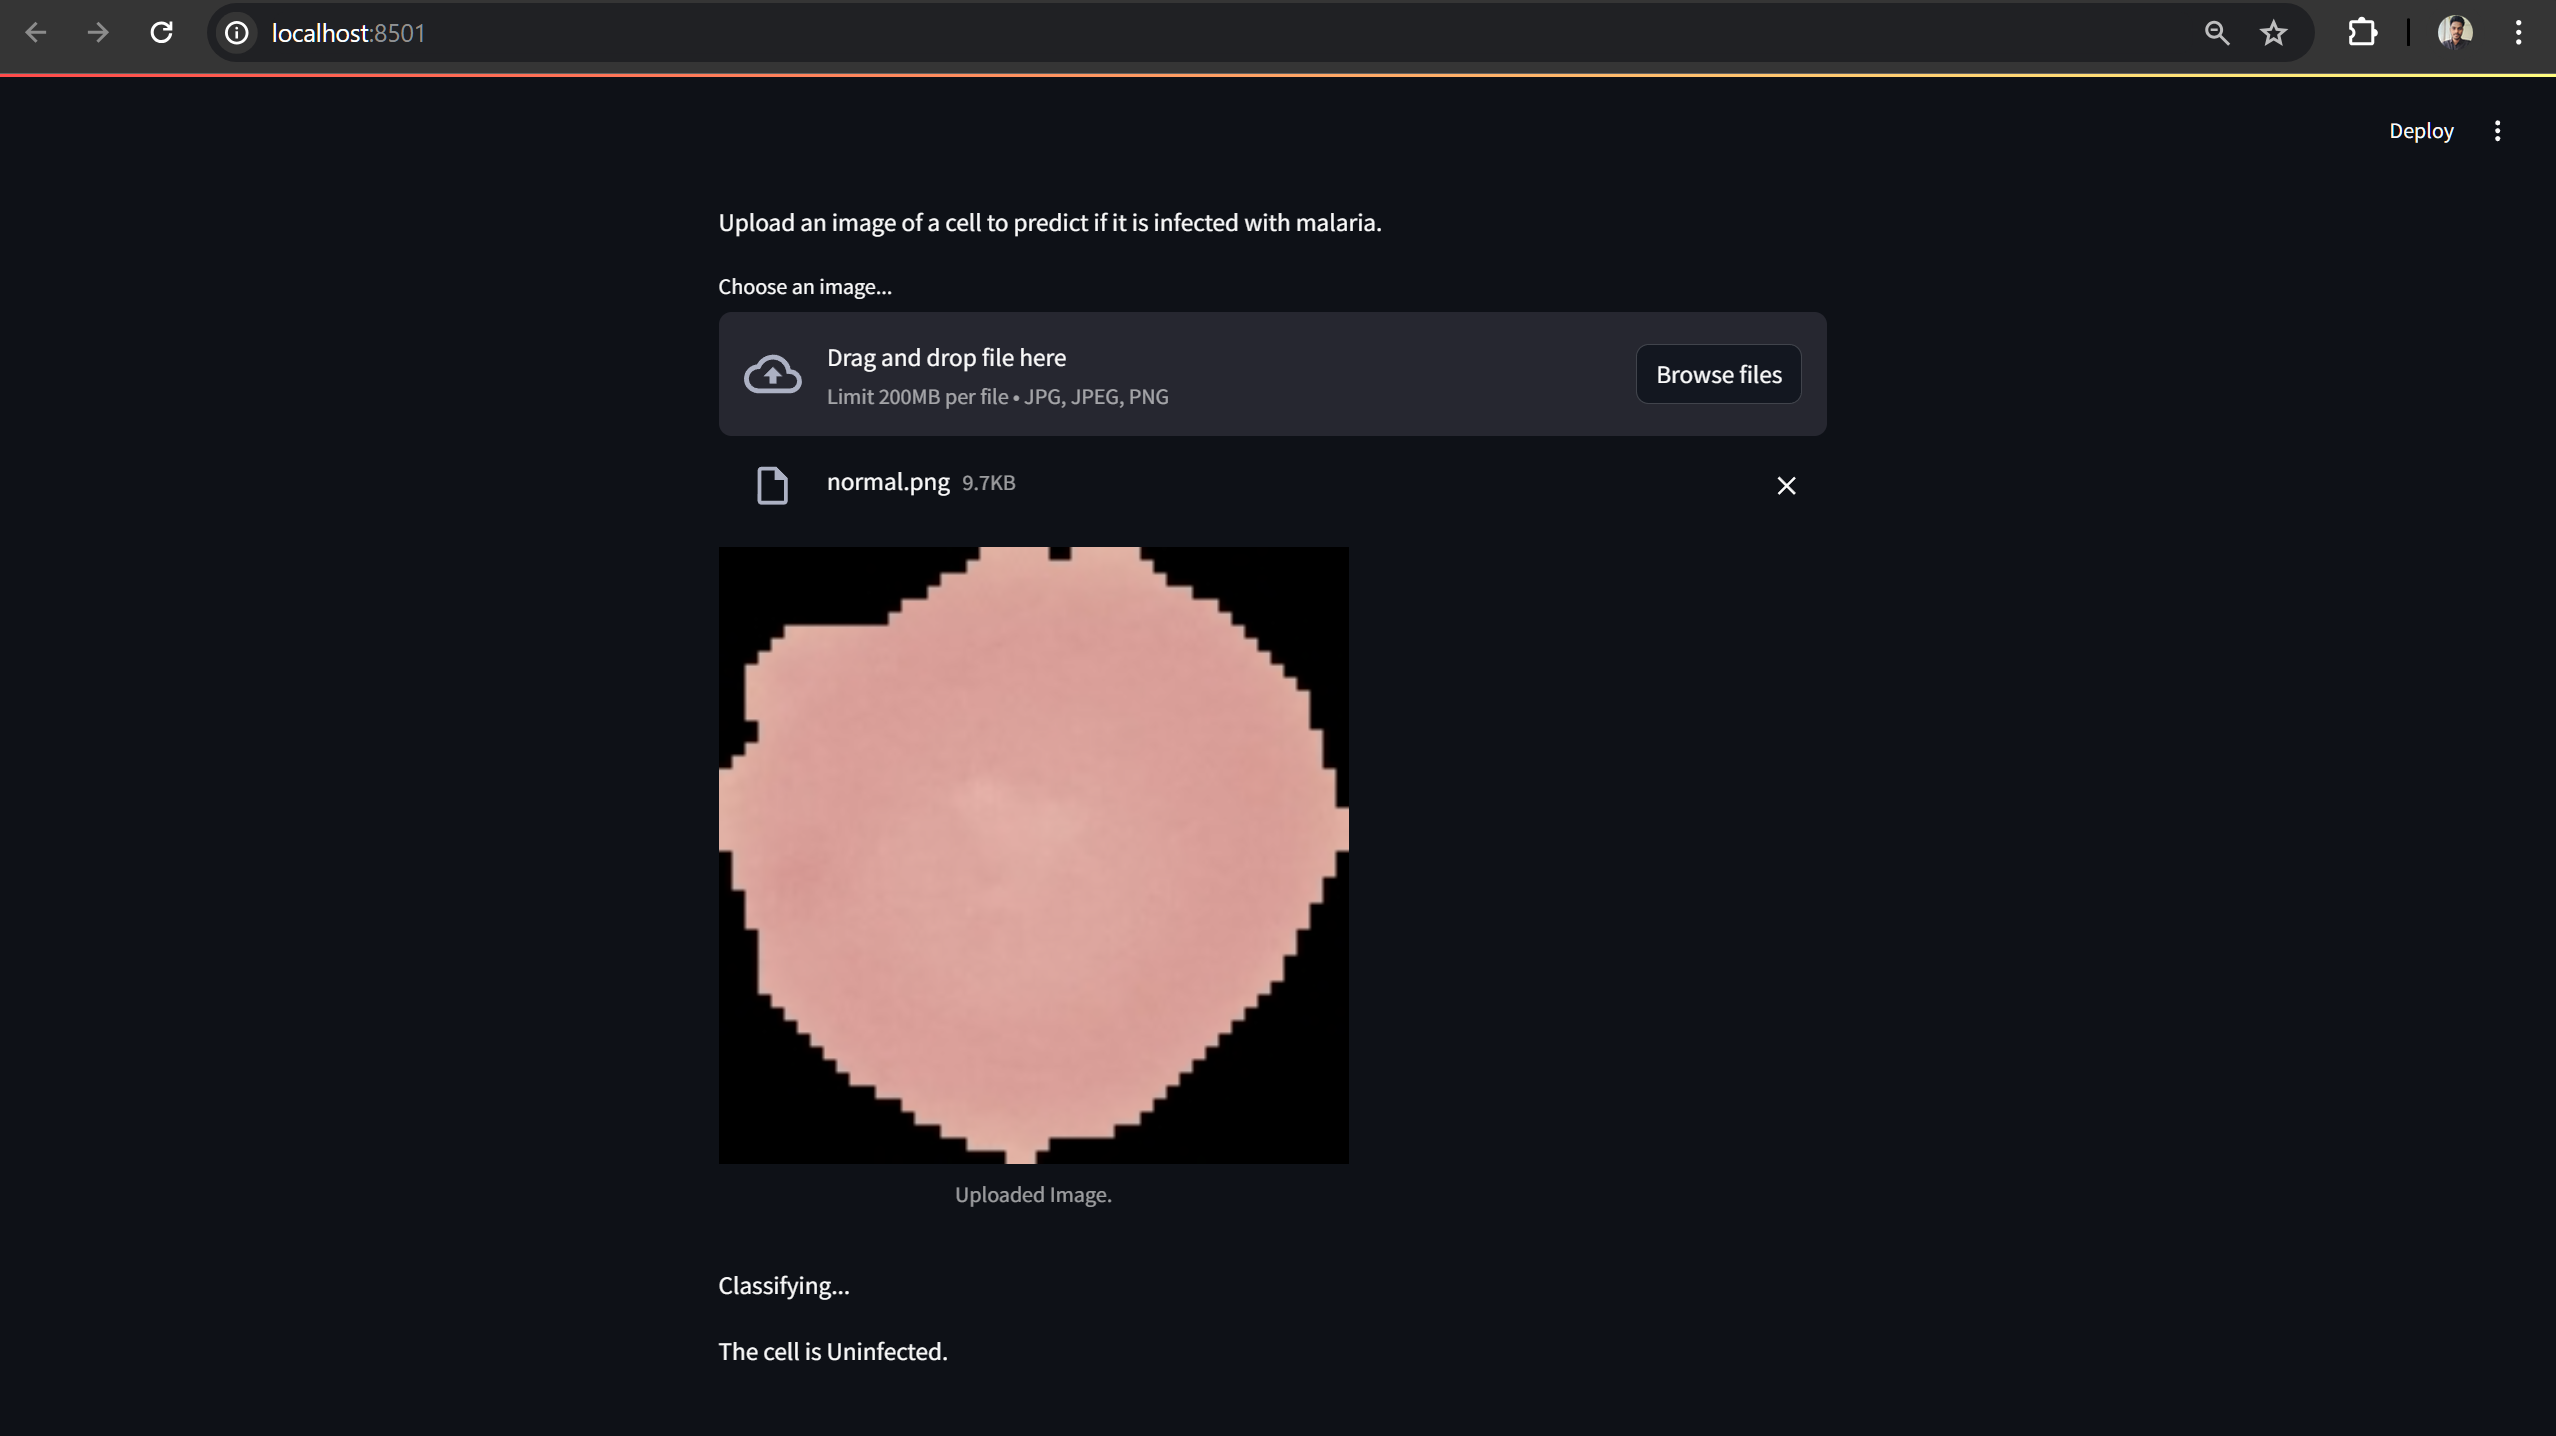 localhost:8501
Deploy
Upload an image of a cell to predict if it is infected with malaria.
Choose an image...
Drag and drop file here
Limit 200MB per file • JPG, JPEG, PNG
Browse files
normal.png 9.7KB
Uploaded Image.
Classifying...
The cell is Uninfected.